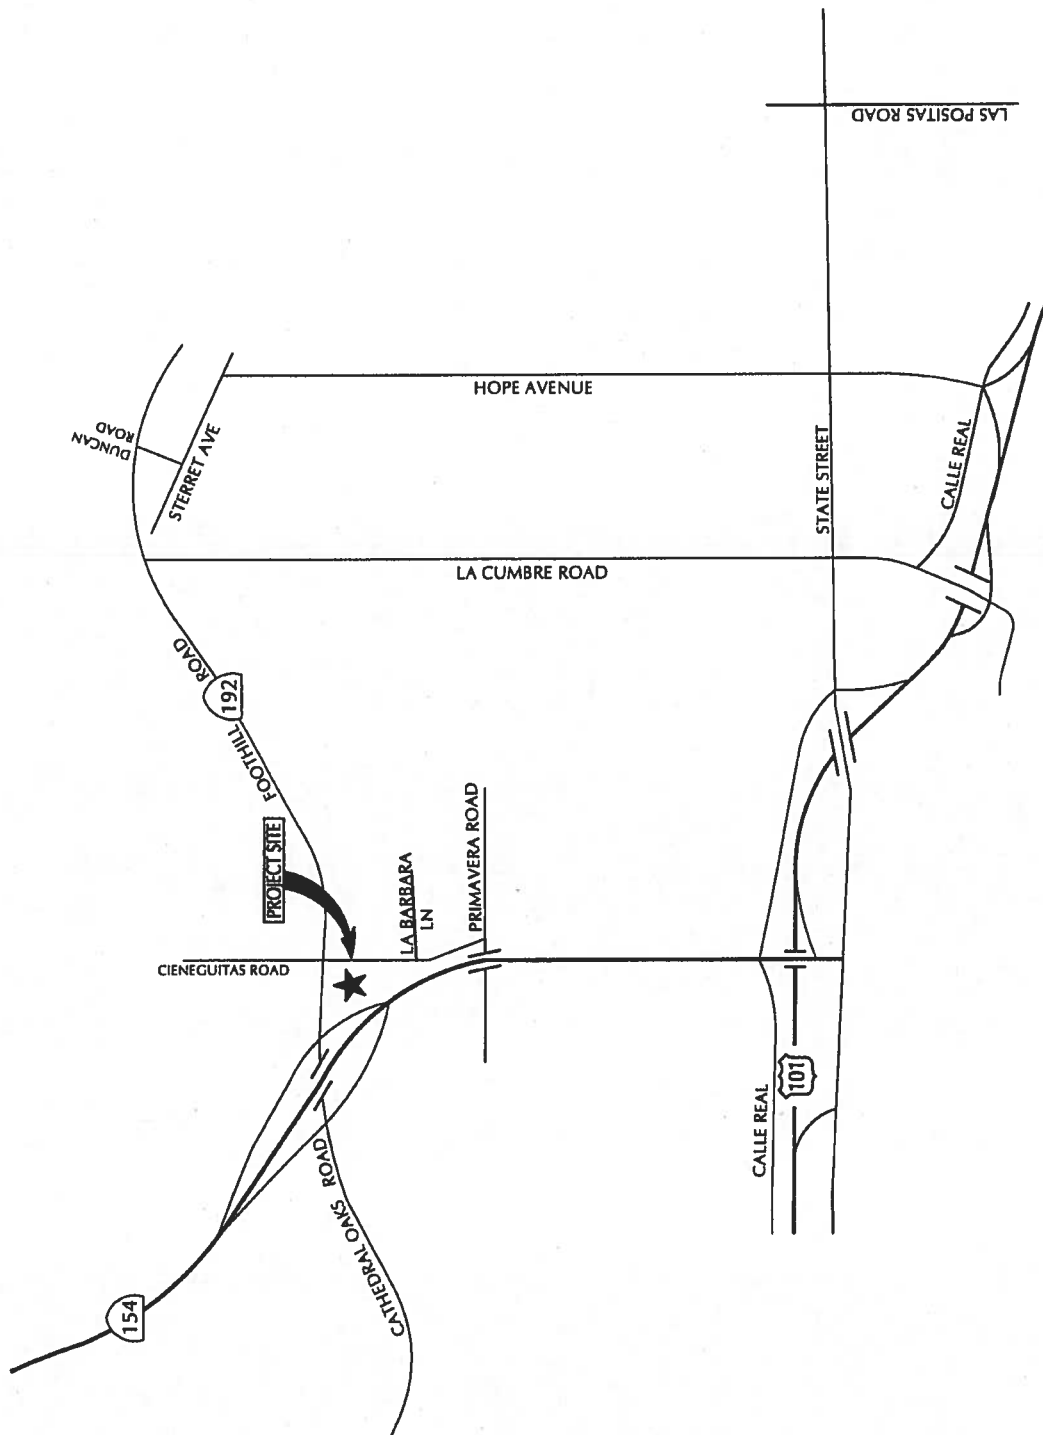 LAS POSITAS ROAD
HOPE AVENUE
DUNCAN
ROAD
STERRET AVE
STATE STREET
CALLE REAL
LA CUMBRE ROAD
ROAD
192
FOOTHILL
PROJECT SITE
LA BARBARA
LN
PRIMAVERA ROAD
CIENEGUITAS ROAD
CALLE REAL
101
CATHEDRAL OAKS ROAD
154